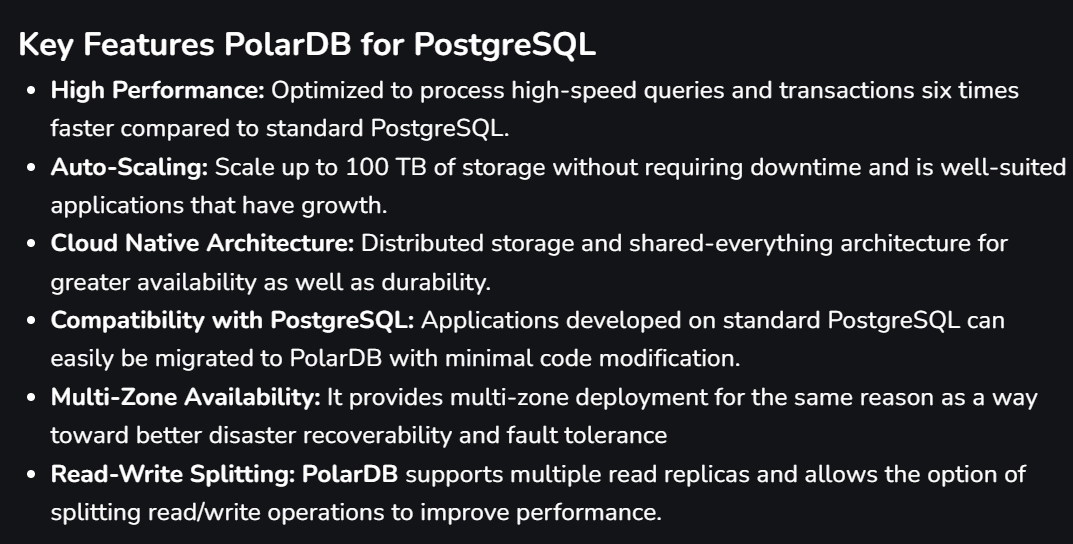 Key Features PolarDB for PostgreSQL
• High Performance: Optimized to process high-speed queries and transactions six times
faster compared to standard PostgreSQL.
• Auto-Scaling: Scale up to 100 TB of storage without requiring downtime and is well-suited
applications that have growth.
• Cloud Native Architecture: Distributed storage and shared-everything architecture for
greater availability as well as durability.
• Compatibility with PostgreSQL: Applications developed on standard PostgreSQL can
easily be migrated to PolarDB with minimal code modification.
• Multi-Zone Availability: It provides multi-zone deployment for the same reason as a way
toward better disaster recoverability and fault tolerance
• Read-Write Splitting: PolarDB supports multiple read replicas and allows the option of
splitting read/write operations to improve performance.